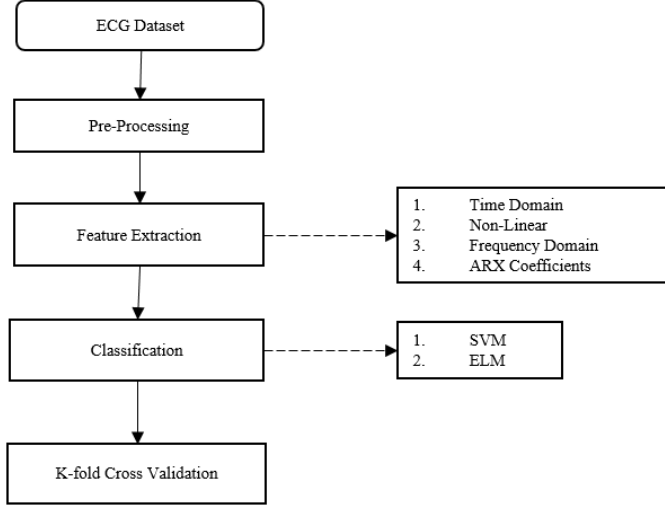 ECG Dataset
Pre-Processing
Feature Extraction
1. Time Domain
2. Non-Linear
3. Frequency Domain
4. ARX Coefficients
Classification
1. SVM
2. ELM
K-fold Cross Validation